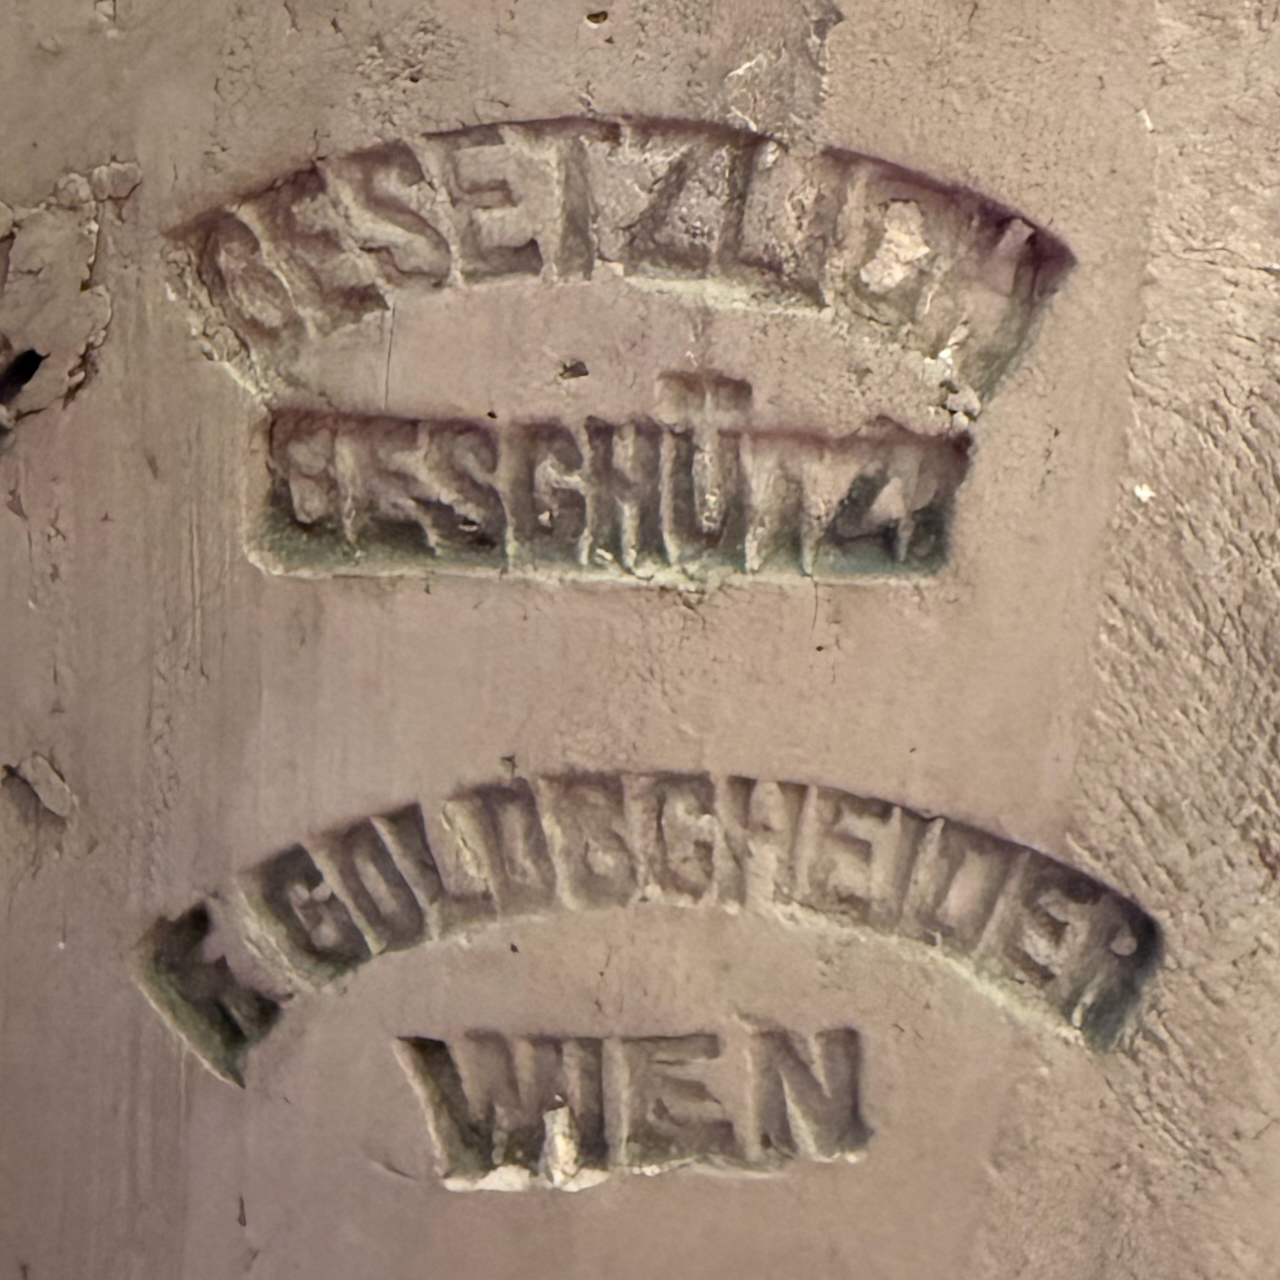 GESETZLICH
GESCHÜTZT
F. GOLDSCHEIDER
WIEN